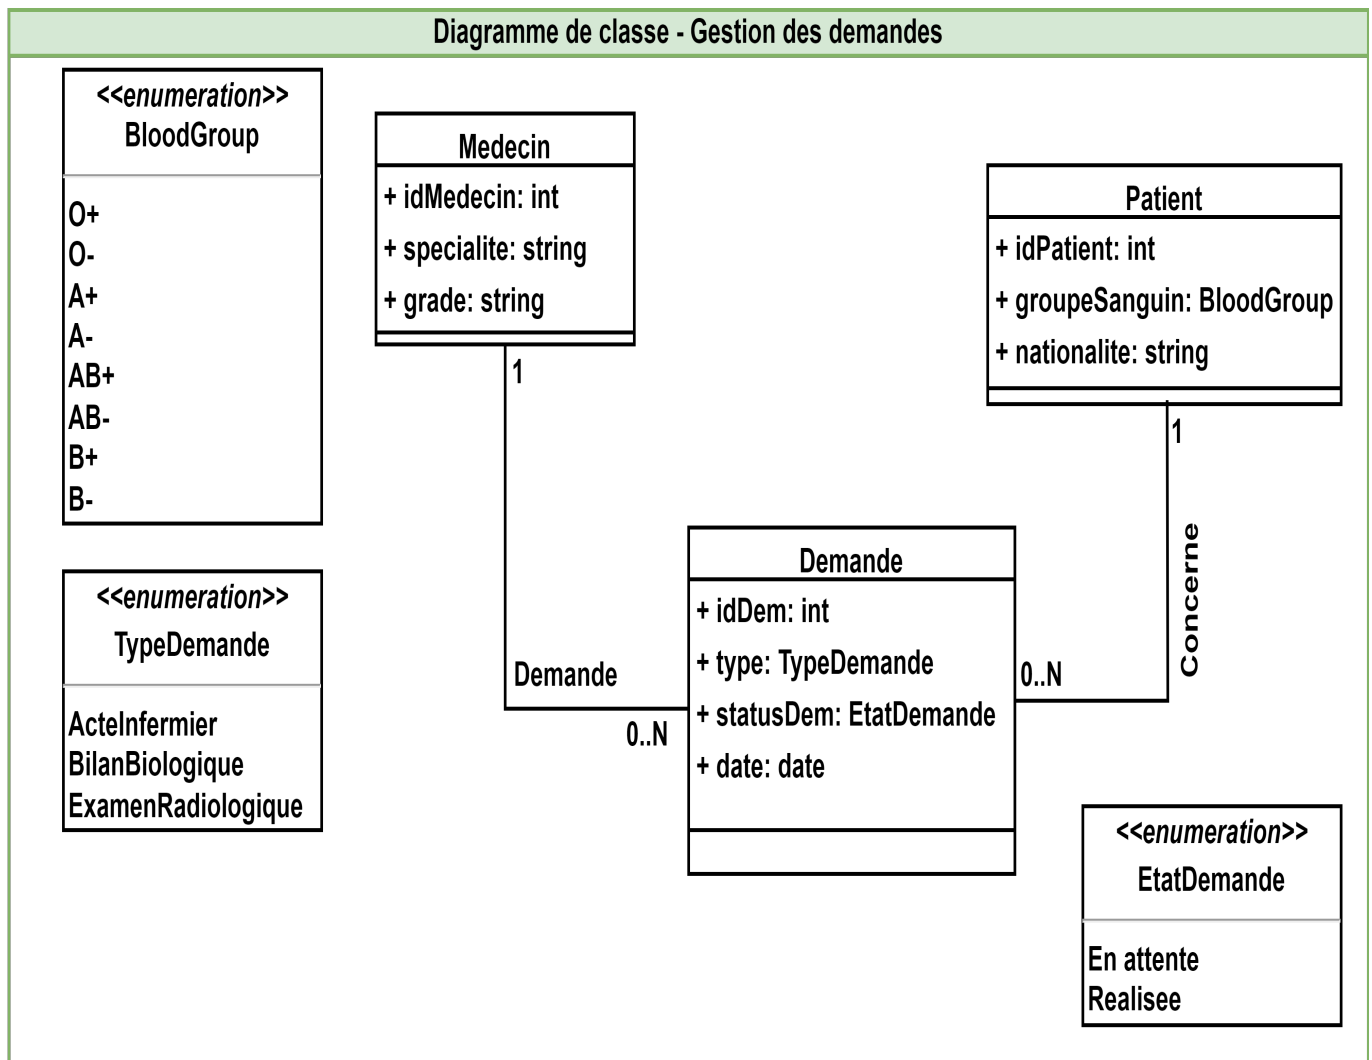 Diagramme de classe - Gestion des demandes
<<enumeration>>
BloodGroup
O+
O-
A+
A-
AB+
AB-
B+
B-
Medecin
+ idMedecin: int
+ specialite: string
+ grade: string
1
Patient
+ idPatient: int
+ groupeSanguin: BloodGroup
+ nationalite: string
1
Concerne
<<enumeration>>
TypeDemande
ActeInfermier
BilanBiologique
ExamenRadiologique
Demande
0..N
Demande
+ idDem: int
+ type: TypeDemande
+ statusDem: EtatDemande
+ date: date
0..N
<<enumeration>>
EtatDemande
En attente
Realisee